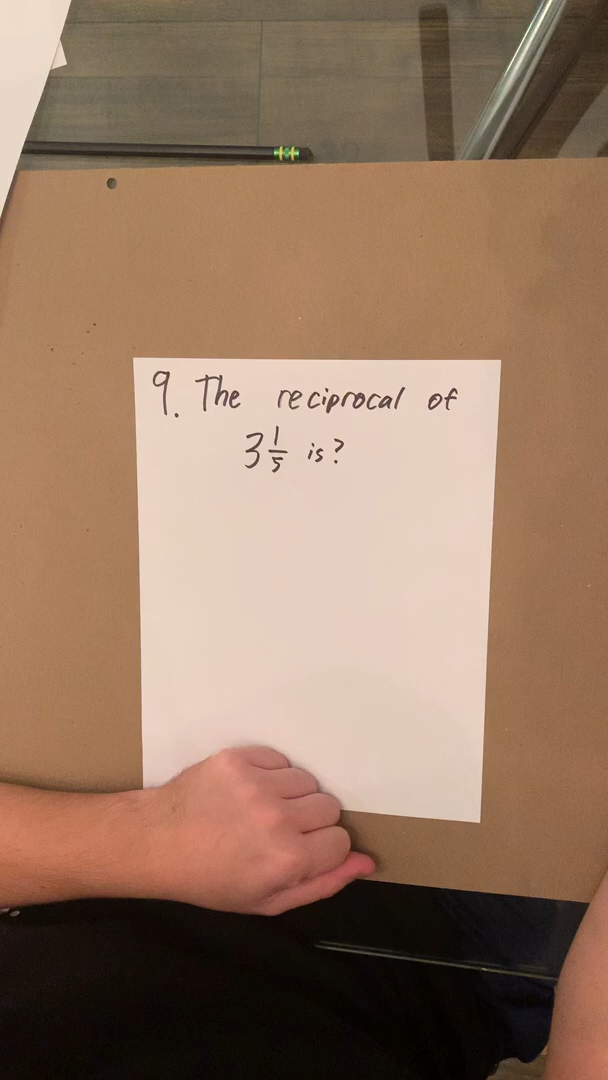 9. The reciprocal of
3 1/5 is?